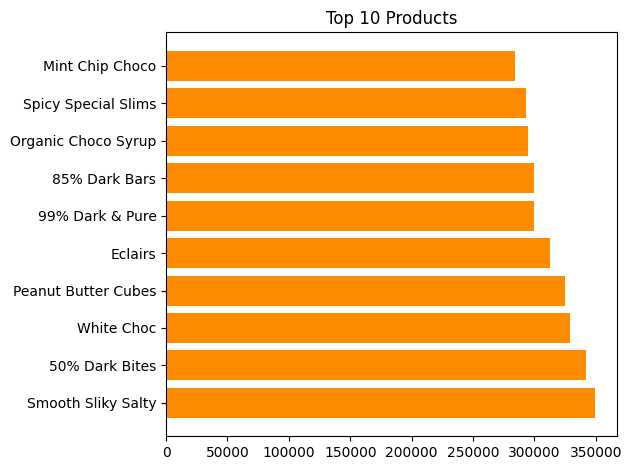 Top 10 Products
Mint Chip Choco
Spicy Special Slims
Organic Choco Syrup
85% Dark Bars
99% Dark & Pure
Eclairs
Peanut Butter Cubes
White Choc
50% Dark Bites
Smooth Sliky Salty
0 50000 100000 150000 200000 250000 300000 350000